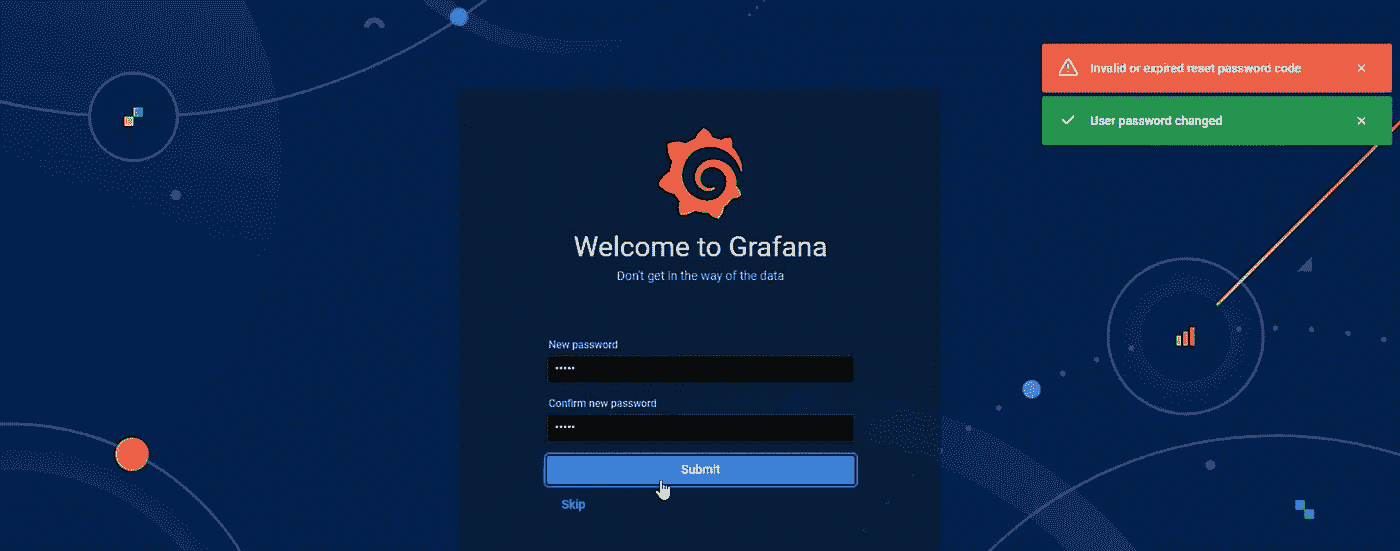 Invalid or expired reset password code
User password changed
Welcome to Grafana
Don't get in the way of the data
New password
•••••
Confirm new password
•••••
Submit
Skip